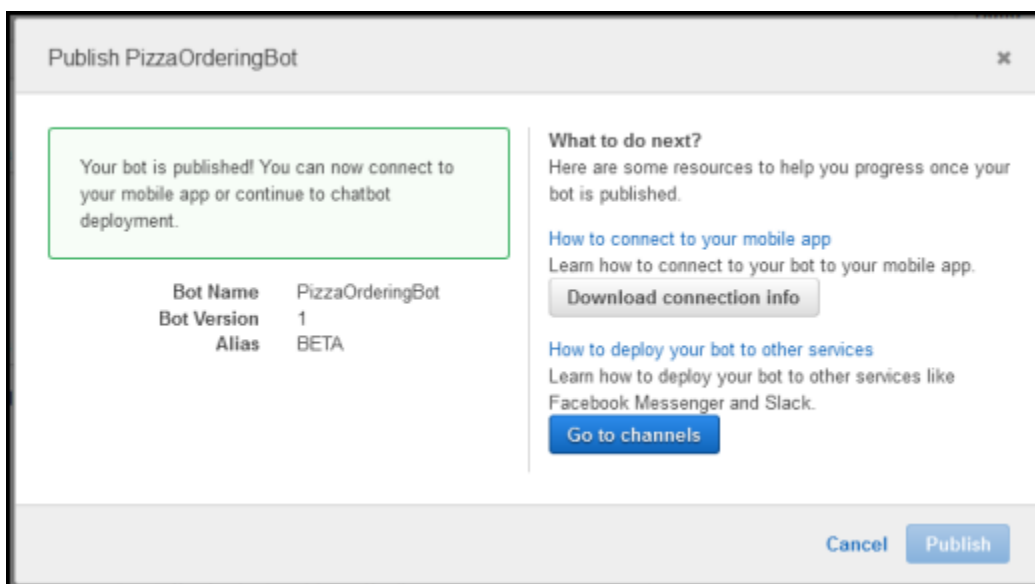 Publish PizzaOrderingBot
Your bot is published! You can now connect to
your mobile app or continue to chatbot
deployment.
Bot Name PizzaOrderingBot
Bot Version 1
Alias BETA
What to do next?
Here are some resources to help you progress once your
bot is published.
How to connect to your mobile app
Learn how to connect to your bot to your mobile app.
Download connection info
How to deploy your bot to other services
Learn how to deploy your bot to other services like
Facebook Messenger and Slack.
Go to channels
Cancel Publish